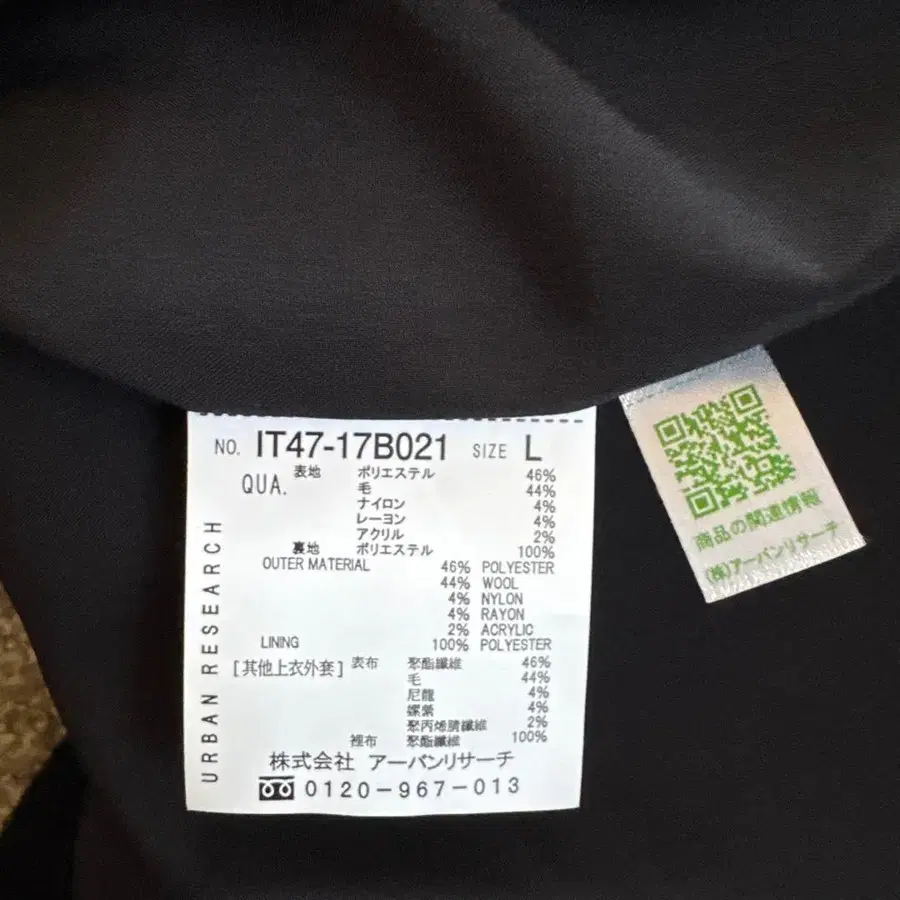 NO. IT47-17B021 SIZE L
QUA. 表地 ポリエステル 46%
毛 44%
ナイロン 4%
レーヨン 4%
アクリル 2%
裏地 ポリエステル 100%
OUTER MATERIAL 46% POLYESTER
44% WOOL
4% NYLON
4% RAYON
2% ACRYLIC
LINING 100% POLYESTER
[其他上衣外套] 表布 聚酯纖維 46%
毛 44%
尼龍 4%
嫘縈 4%
聚丙烯腈纖維 2%
裡布 聚酯纖維 100%
株式会社 アーバンリサーチ
0120-967-013
URBAN RESEARCH
商品の関連情報
(株)アーバンリサーチ